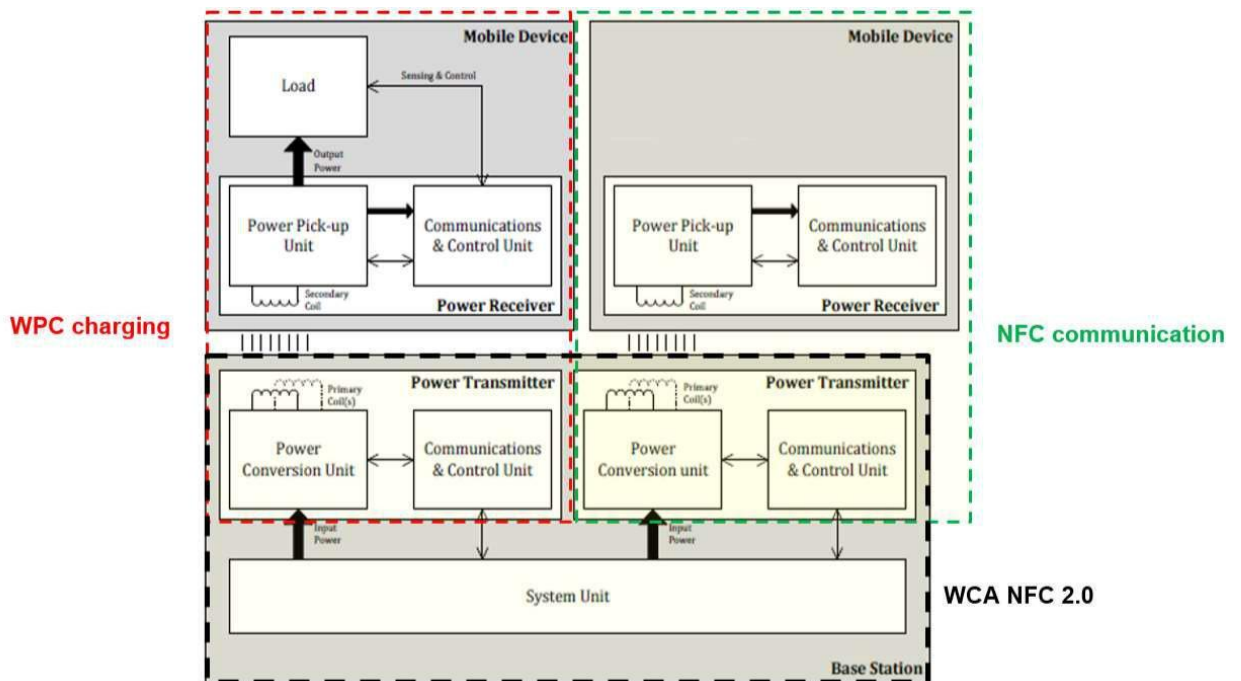 Mobile Device
Load
Sensing & Control
Output
Power
Power Pick-up
Unit
Communications
& Control Unit
Secondary
Coil
Power Receiver
Mobile Device
Power Pick-up
Unit
Communications
& Control Unit
Secondary
Coil
Power Receiver
WPC charging
NFC communication
Power Transmitter
Primary
Coil(s)
Power
Conversion Unit
Communications
& Control Unit
Input
Power
Power Transmitter
Primary
Coil(s)
Power
Conversion unit
Communications
& Control Unit
Input
Power
System Unit
WCA NFC 2.0
Base Station